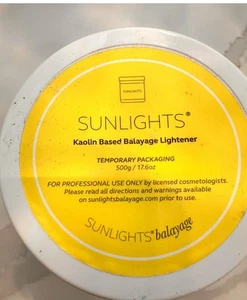 SUNLIGHTS®
Kaolin Based Balayage Lightener
TEMPORARY PACKAGING
500g / 17.6oz
FOR PROFESSIONAL USE ONLY by licensed cosmetologists.
Please read all directions and warnings available
on sunlightsbalayage.com prior to use.
SUNLIGHTS® balayage